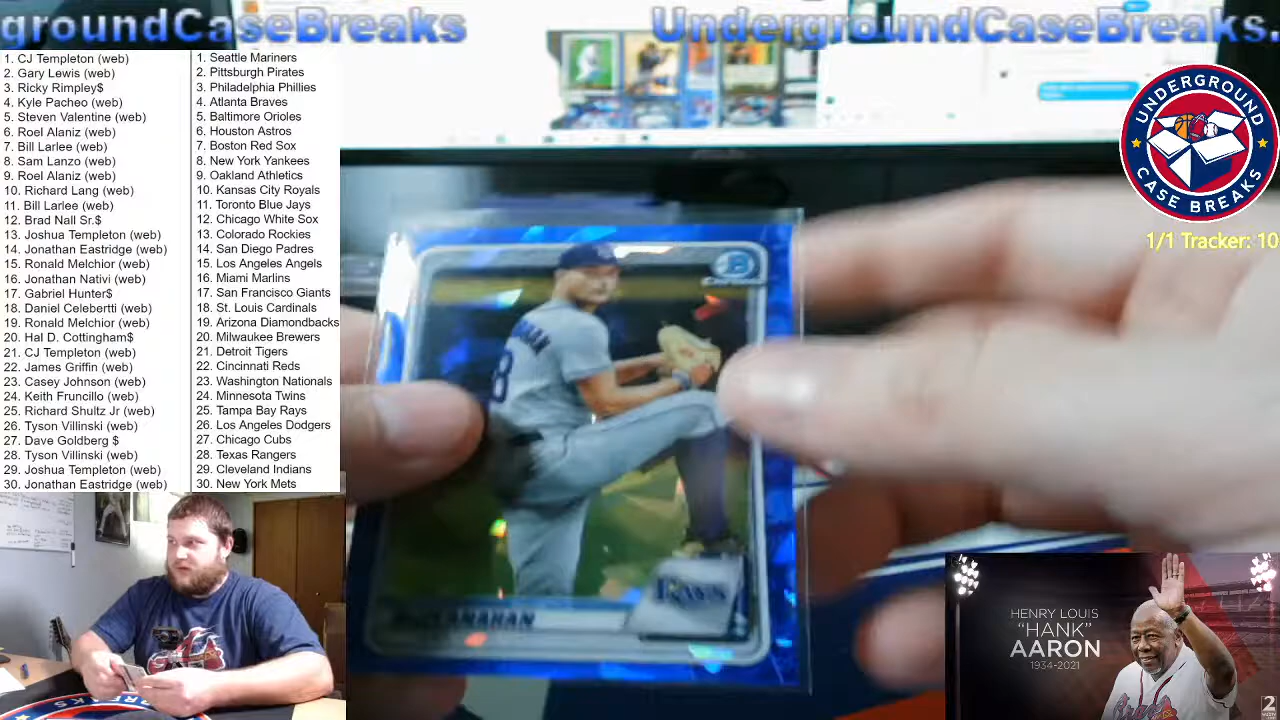 groundCaseBreaks
UndergroundCaseBreaks.
1. CJ Templeton (web)
2. Gary Lewis (web)
3. Ricky Rimpley$
4. Kyle Pacheo (web)
5. Steven Valentine (web)
6. Roel Alaniz (web)
7. Bill Larlee (web)
8. Sam Lanzo (web)
9. Roel Alaniz (web)
10. Richard Lang (web)
11. Bill Larlee (web)
12. Brad Nall Sr.$
13. Joshua Templeton (web)
14. Jonathan Eastridge (web)
15. Ronald Melchior (web)
16. Jonathan Nativi (web)
17. Gabriel Hunter$
18. Daniel Celebertti (web)
19. Ronald Melchior (web)
20. Hal D. Cottingham$
21. CJ Templeton (web)
22. James Griffin (web)
23. Casey Johnson (web)
24. Keith Fruncillo (web)
25. Richard Shultz Jr (web)
26. Tyson Villinski (web)
27. Dave Goldberg $
28. Tyson Villinski (web)
29. Joshua Templeton (web)
30. Jonathan Eastridge (web)
1. Seattle Mariners
2. Pittsburgh Pirates
3. Philadelphia Phillies
4. Atlanta Braves
5. Baltimore Orioles
6. Houston Astros
7. Boston Red Sox
8. New York Yankees
9. Oakland Athletics
10. Kansas City Royals
11. Toronto Blue Jays
12. Chicago White Sox
13. Colorado Rockies
14. San Diego Padres
15. Los Angeles Angels
16. Miami Marlins
17. San Francisco Giants
18. St. Louis Cardinals
19. Arizona Diamondbacks
20. Milwaukee Brewers
21. Detroit Tigers
22. Cincinnati Reds
23. Washington Nationals
24. Minnesota Twins
25. Tampa Bay Rays
26. Los Angeles Dodgers
27. Chicago Cubs
28. Texas Rangers
29. Cleveland Indians
30. New York Mets
UNDERGROUND
CASE BREAKS
1/1 Tracker: 10
B
8
RAYS
HENRY LOUIS
"HANK"
AARON
1934-2021
2